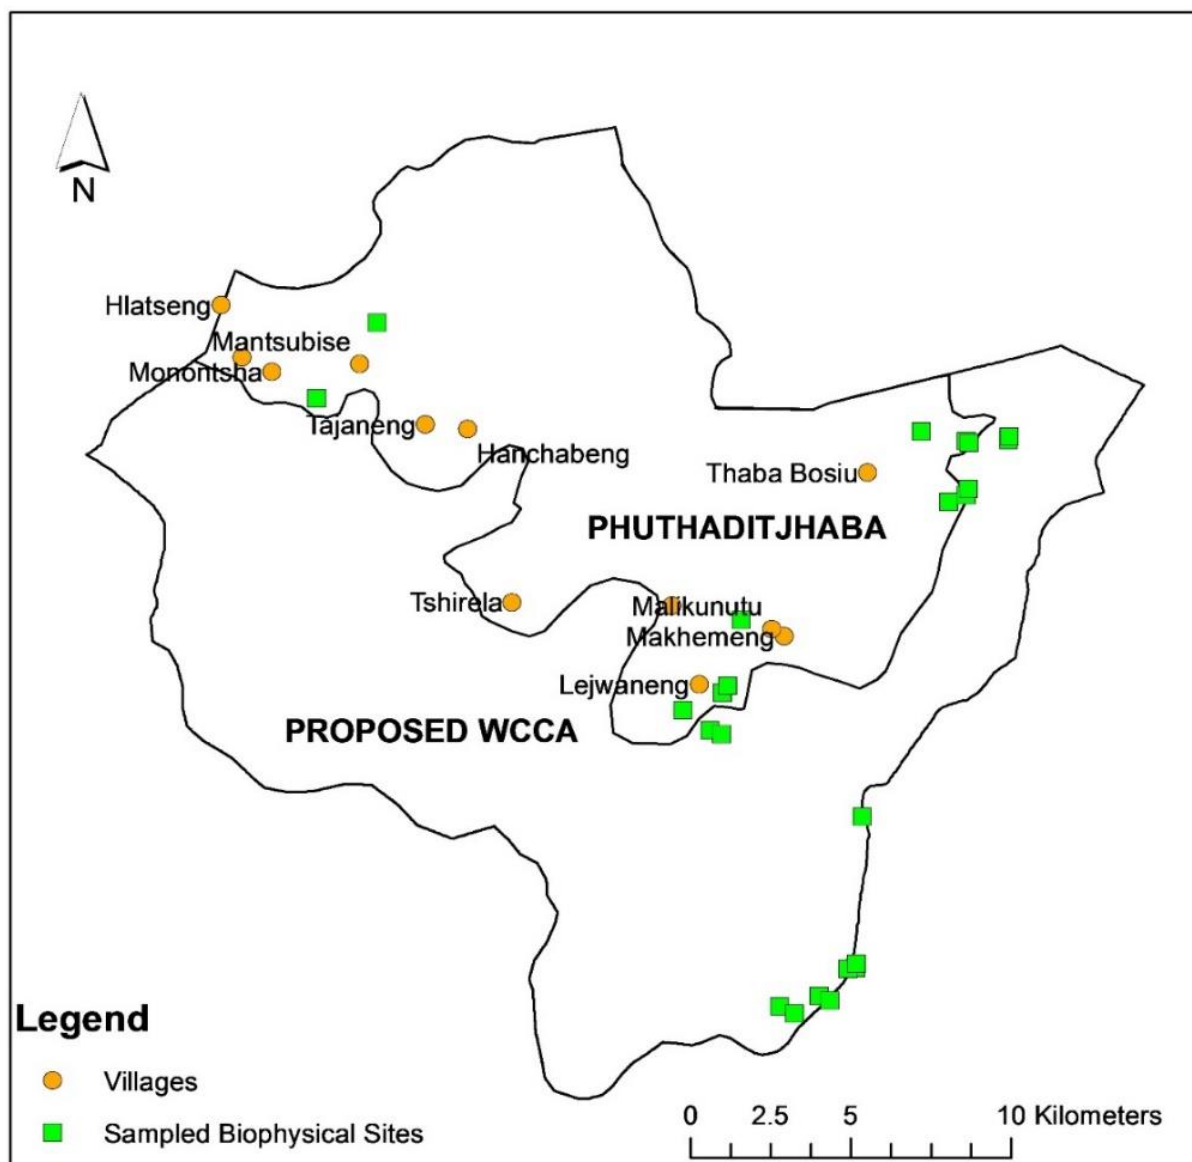 N
Hlatseng
Mantsubise
Monontsha
Tajaneng
Hanchabeng
Thaba Bosiu
PHUTHADITJHABA
Tshirela
Malikunutu
Makhemeng
Lejwaneng
PROPOSED WCCA
Legend
Villages
Sampled Biophysical Sites
0 2.5 5 10 Kilometers